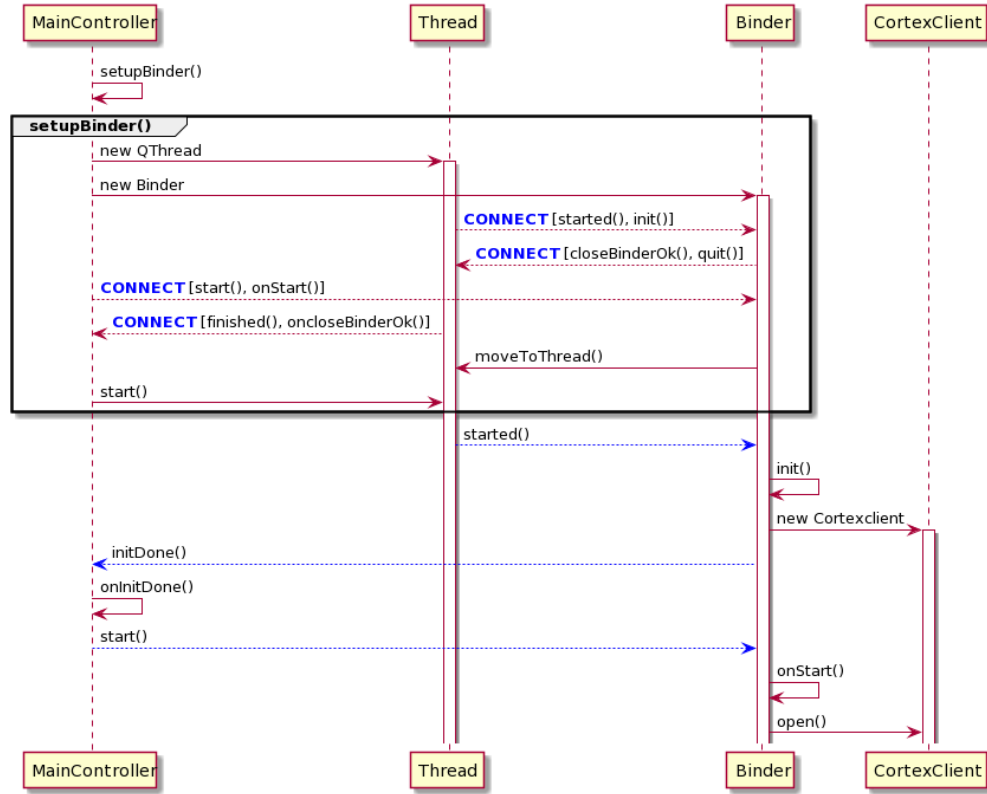 MainController Thread Binder CortexClient
setupBinder()
setupBinder()
new QThread
new Binder
CONNECT [started(), init()]
CONNECT [closeBinderOk(), quit()]
CONNECT [start(), onStart()]
CONNECT [finished(), oncloseBinderOk()]
moveToThread()
start()
started()
init()
new Cortexclient
initDone()
onInitDone()
start()
onStart()
open()
MainController Thread Binder CortexClient